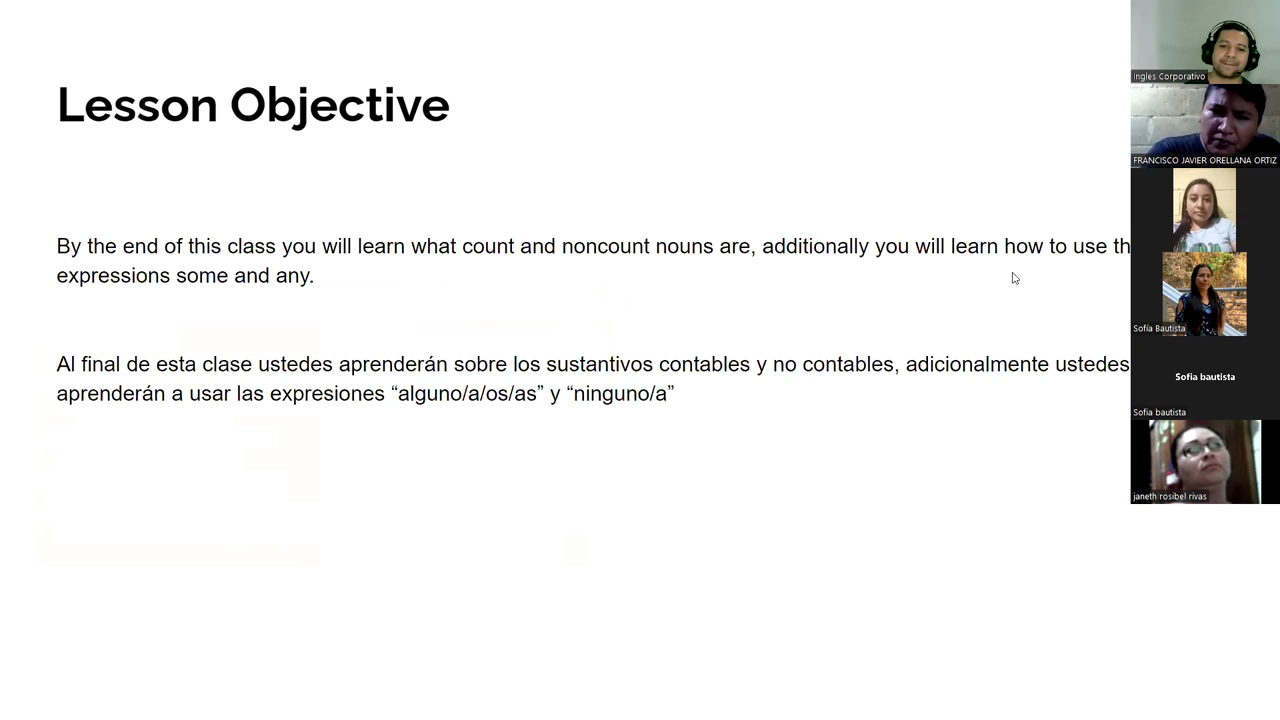 Lesson Objective
By the end of this class you will learn what count and noncount nouns are, additionally you will learn how to use th
expressions some and any.
Al final de esta clase ustedes aprenderán sobre los sustantivos contables y no contables, adicionalmente ustedes
aprenderán a usar las expresiones “alguno/a/os/as” y “ninguno/a”
Ingles Corporativo
FRANCISCO JAVIER ORELLANA ORTIZ
Sofía Bautista
Sofia bautista
Sofia bautista
janeth rosibel rivas